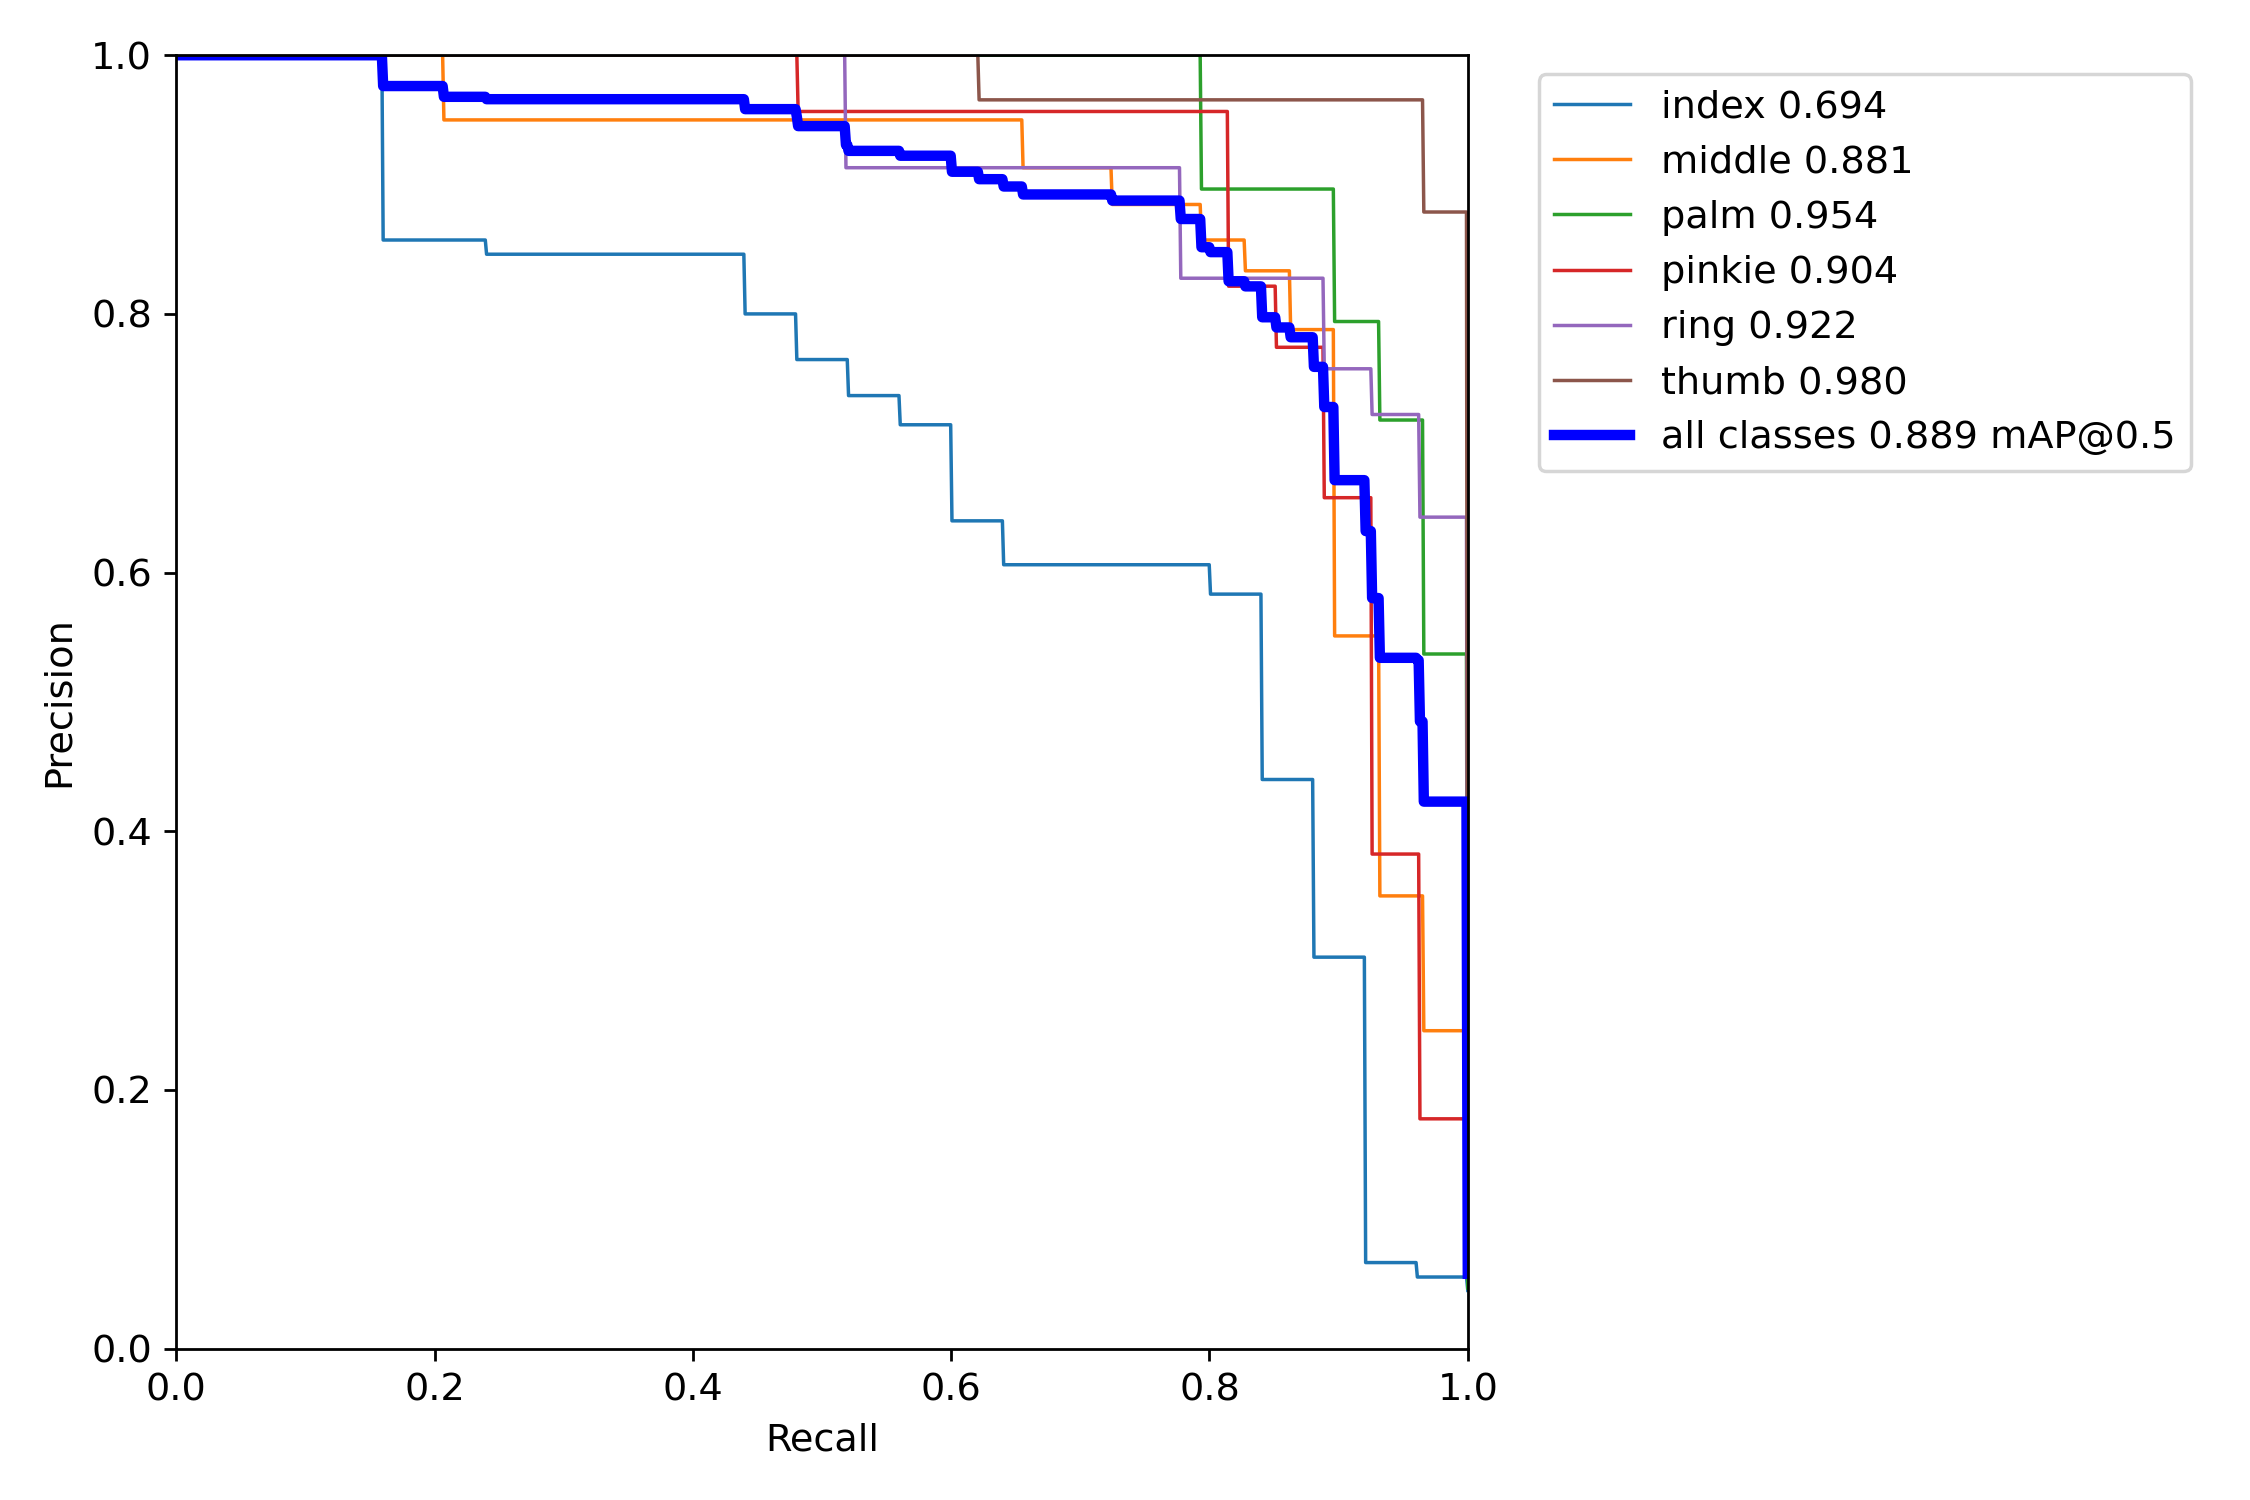 1.0
0.8
0.6
0.4
0.2
0.0
0.0 0.2 0.4 0.6 0.8 1.0
Precision
Recall
index 0.694
middle 0.881
palm 0.954
pinkie 0.904
ring 0.922
thumb 0.980
all classes 0.889 mAP@0.5